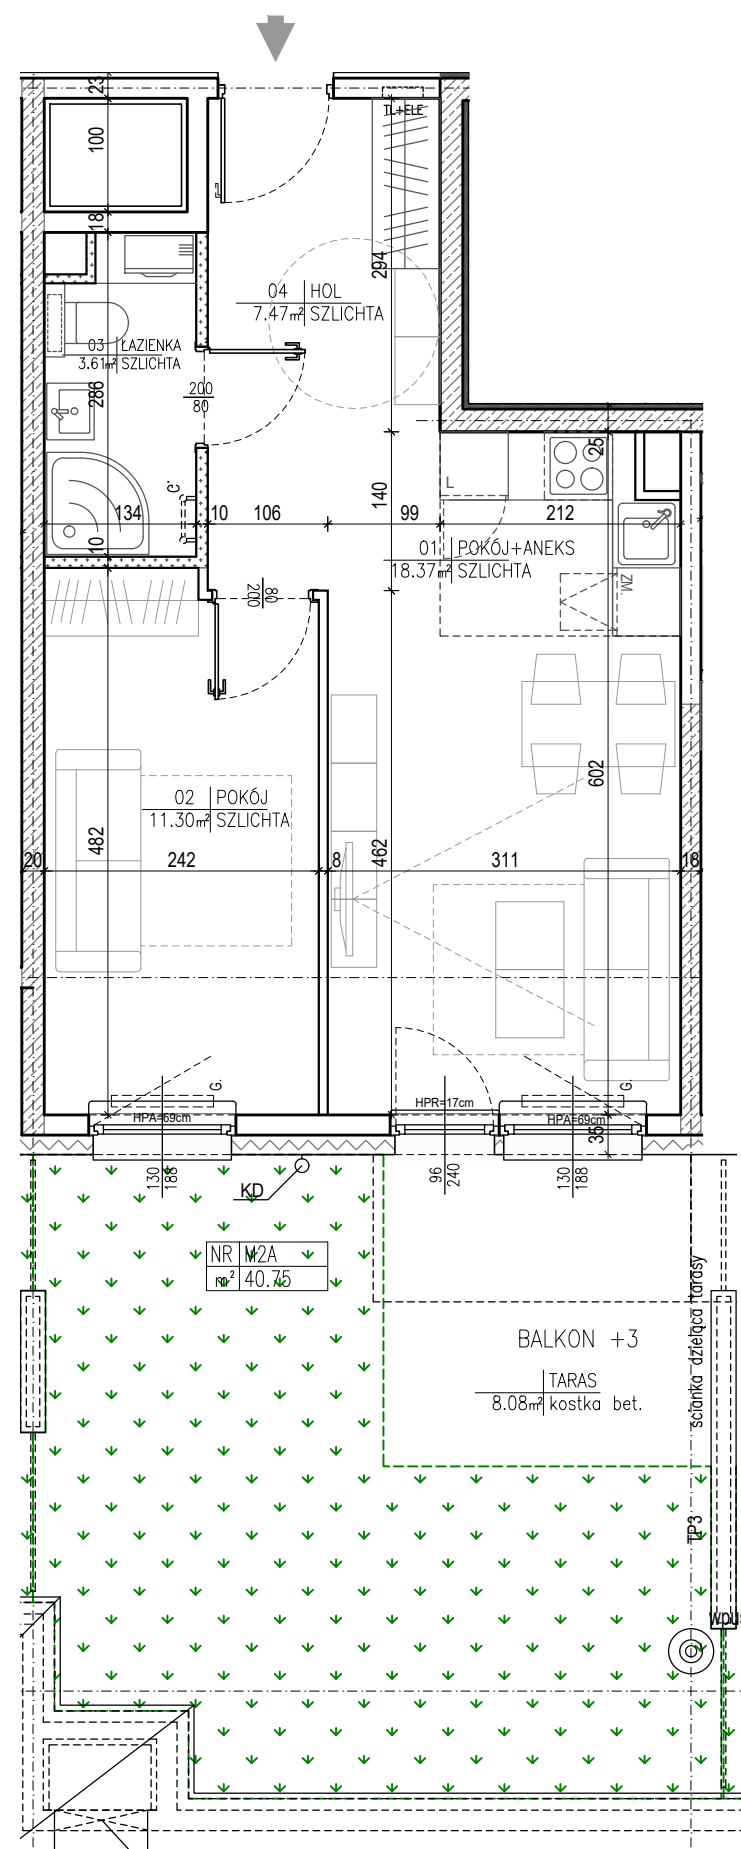 23
TL+ELE
100
18
294
04 HOL
7.47m² SZLICHTA
03 ŁAZIENKA
3.61m² SZLICHTA
286
200
80
25
140
L
C.
134
10
106
99
212
10
01 POKÓJ+ANEKS
18.37m² SZLICHTA
80
200
ZM
602
02 POKÓJ
11.30m² SZLICHTA
482
462
20
242
8
311
18
G.
G.
HPA=69cm
HPR=17cm
HPA=69cm
35
130
188
96
240
130
188
KD
NR M2A
m² 40.75
BALKON +3
TARAS
8.08m² kostka bet.
ścianka dzieląca tarasy
TP3
wpu